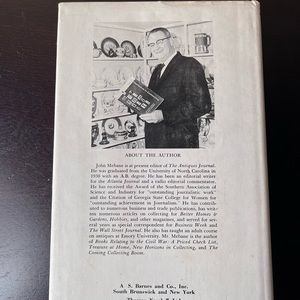 ABOUT THE AUTHOR
John Mebane is at present editor of The Antiques Journal.
He was graduated from the University of North Carolina in
1930 with an A.B. degree. He has been an editorial writer
for the Atlanta Journal and a radio editorial commentator.
He has received the Award of the Southern Association of
Science and Industry for "outstanding journalistic work"
and the Citation of Georgia State College for Women for
"outstanding achievement in journalism." He has contri-
buted to numerous business and trade publications, has writ-
ten numerous articles on collecting for Better Homes &
Gardens, Hobbies, and other magazines, and served for sev-
eral years as special correspondent for Business Week and
The Wall Street Journal. He also has taught an adult course
on antiques at Emory University. Mr. Mebane is the author
of Books Relating to the Civil War: A Priced Check List,
Treasure at Home, New Horizons in Collecting, and The
Coming Collecting Boom.
A. S. Barnes and Co., Inc.
South Brunswick and New York